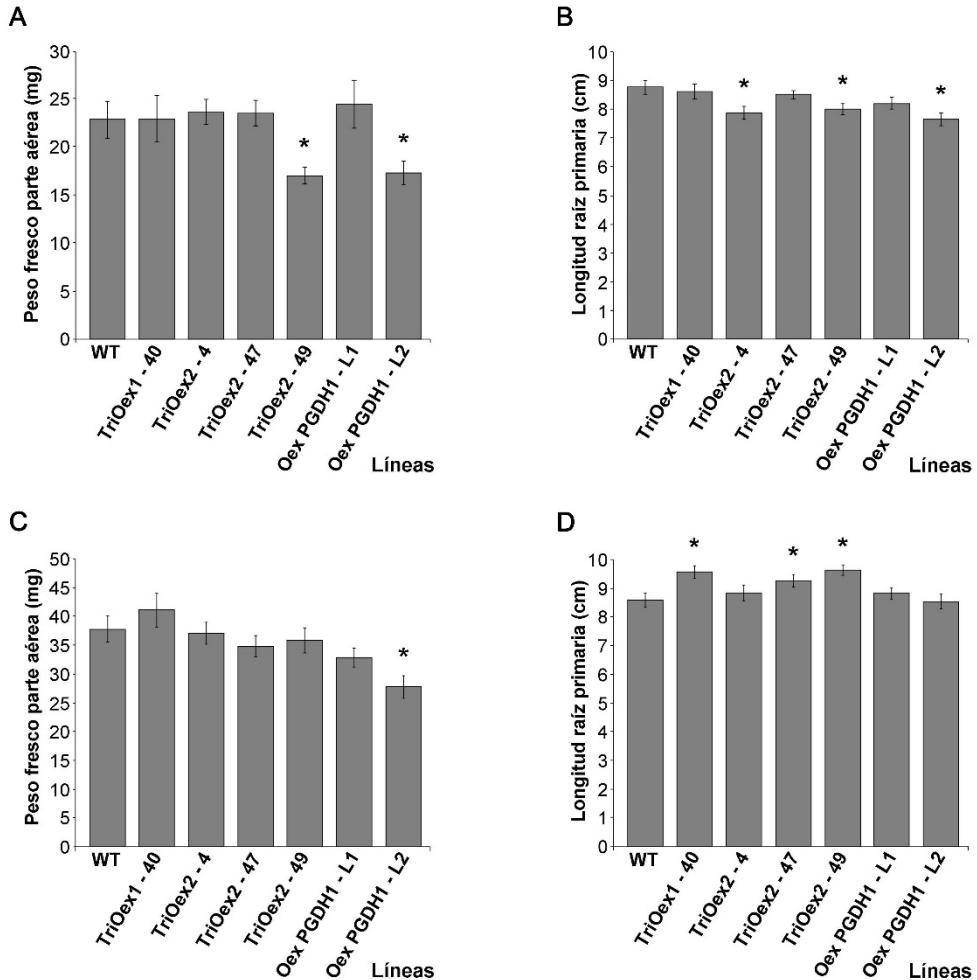 A
Peso fresco parte aérea (mg)
30
25
20
15
10
5
0
*
*
WT
TriOex1 - 40
TriOex2 - 4
TriOex2 - 47
TriOex2 - 49
Oex PGDH1 - L1
Oex PGDH1 - L2
Líneas
B
Longitud raíz primaria (cm)
10
9
8
7
6
5
4
3
2
1
0
*
*
*
WT
TriOex1 - 40
TriOex2 - 4
TriOex2 - 47
TriOex2 - 49
Oex PGDH1 - L1
Oex PGDH1 - L2
Líneas
C
Peso fresco parte aérea (mg)
50
45
40
35
30
25
20
15
10
5
0
*
WT
TriOex1 - 40
TriOex2 - 4
TriOex2 - 47
TriOex2 - 49
Oex PGDH1 - L1
Oex PGDH1 - L2
Líneas
D
Longitud raíz primaria (cm)
10
9
8
7
6
5
4
3
2
1
0
*
*
*
WT
TriOex1 - 40
TriOex2 - 4
TriOex2 - 47
TriOex2 - 49
Oex PGDH1 - L1
Oex PGDH1 - L2
Líneas